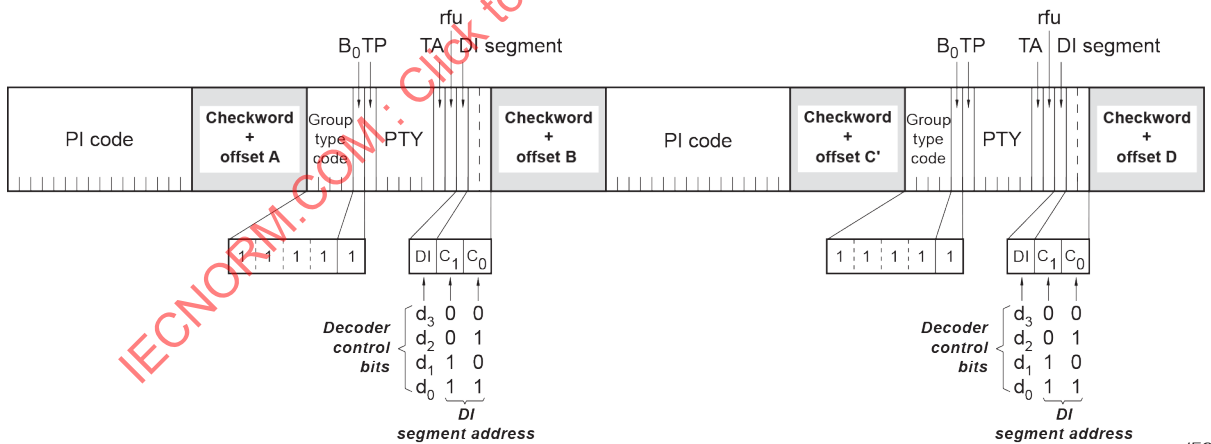 rfu
B0 TP TA DI segment
rfu
B0 TP TA DI segment
PI code
Checkword
+
offset A
Group
type
code
PTY
Checkword
+
offset B
PI code
Checkword
+
offset C'
Group
type
code
PTY
Checkword
+
offset D
1 1 1 1 1
DI C1 C0
1 1 1 1 1
DI C1 C0
Decoder
control
bits
d3 0 0
d2 0 1
d1 1 0
d0 1 1
DI
segment address
Decoder
control
bits
d3 0 0
d2 0 1
d1 1 0
d0 1 1
DI
segment address
IECNORM.COM : Click to